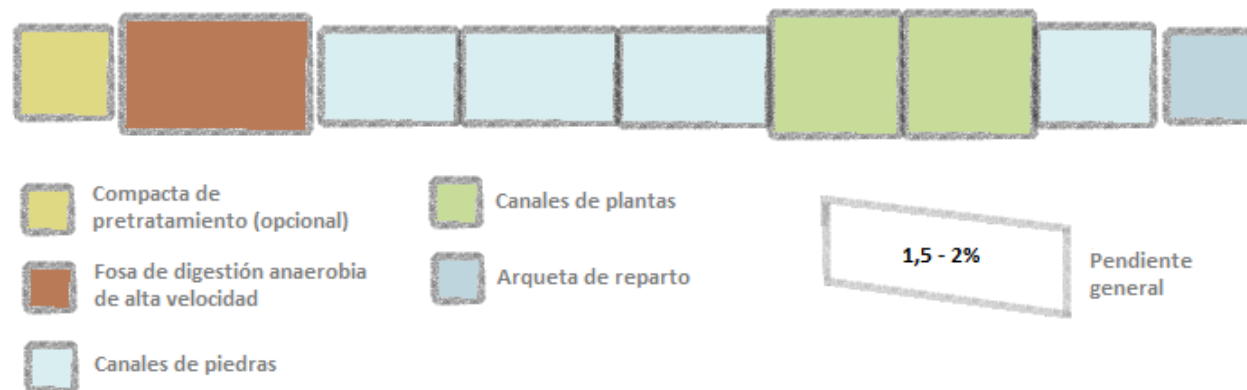 Compacta de
pretratamiento (opcional)
Fosa de digestión anaerobia
de alta velocidad
Canales de piedras
Canales de plantas
Arqueta de reparto
1,5 - 2%
Pendiente
general